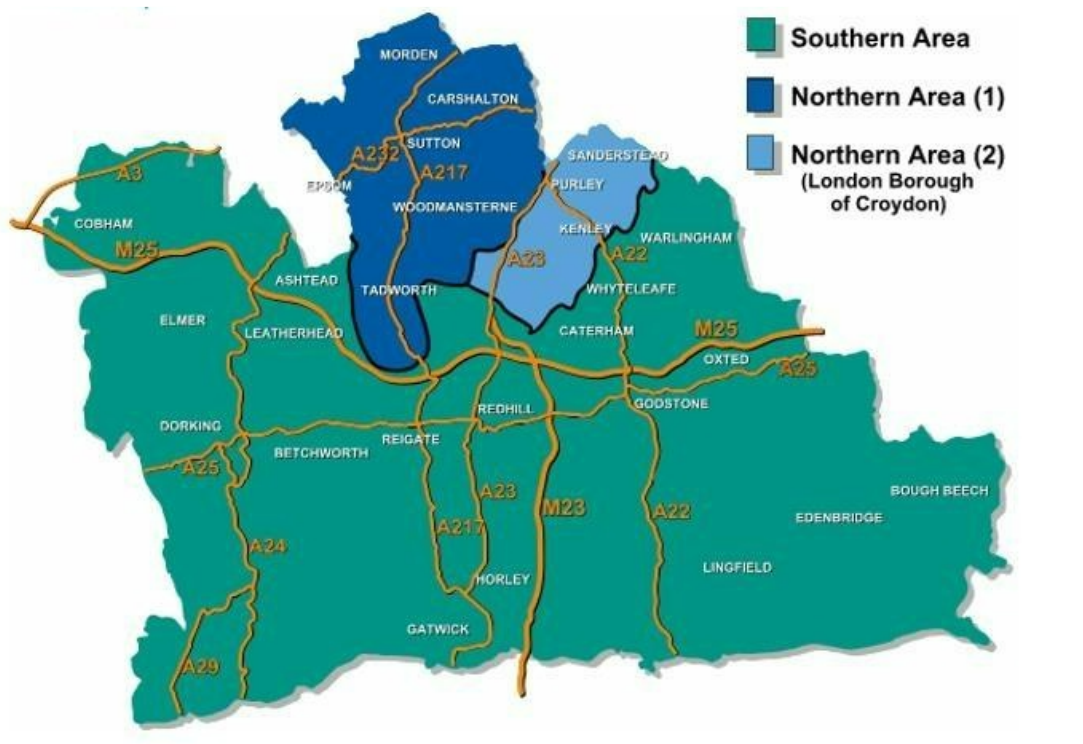 Southern Area
Northern Area (1)
Northern Area (2)
(London Borough
of Croydon)
MORDEN
CARSHALTON
SUTTON
A232
A217
EPSOM
WOODMANSTERNE
SANDERSTEAD
PURLEY
KENLEY
A3
COBHAM
M25
A23
A22
WARLINGHAM
ASHTEAD
TADWORTH
WHYTELEAFE
ELMER
LEATHERHEAD
CATERHAM
M25
OXTED
A25
GODSTONE
REDHILL
DORKING
REIGATE
BETCHWORTH
A25
A23
M23
A22
BOUGH BEECH
EDENBRIDGE
A217
A24
LINGFIELD
HORLEY
GATWICK
A29